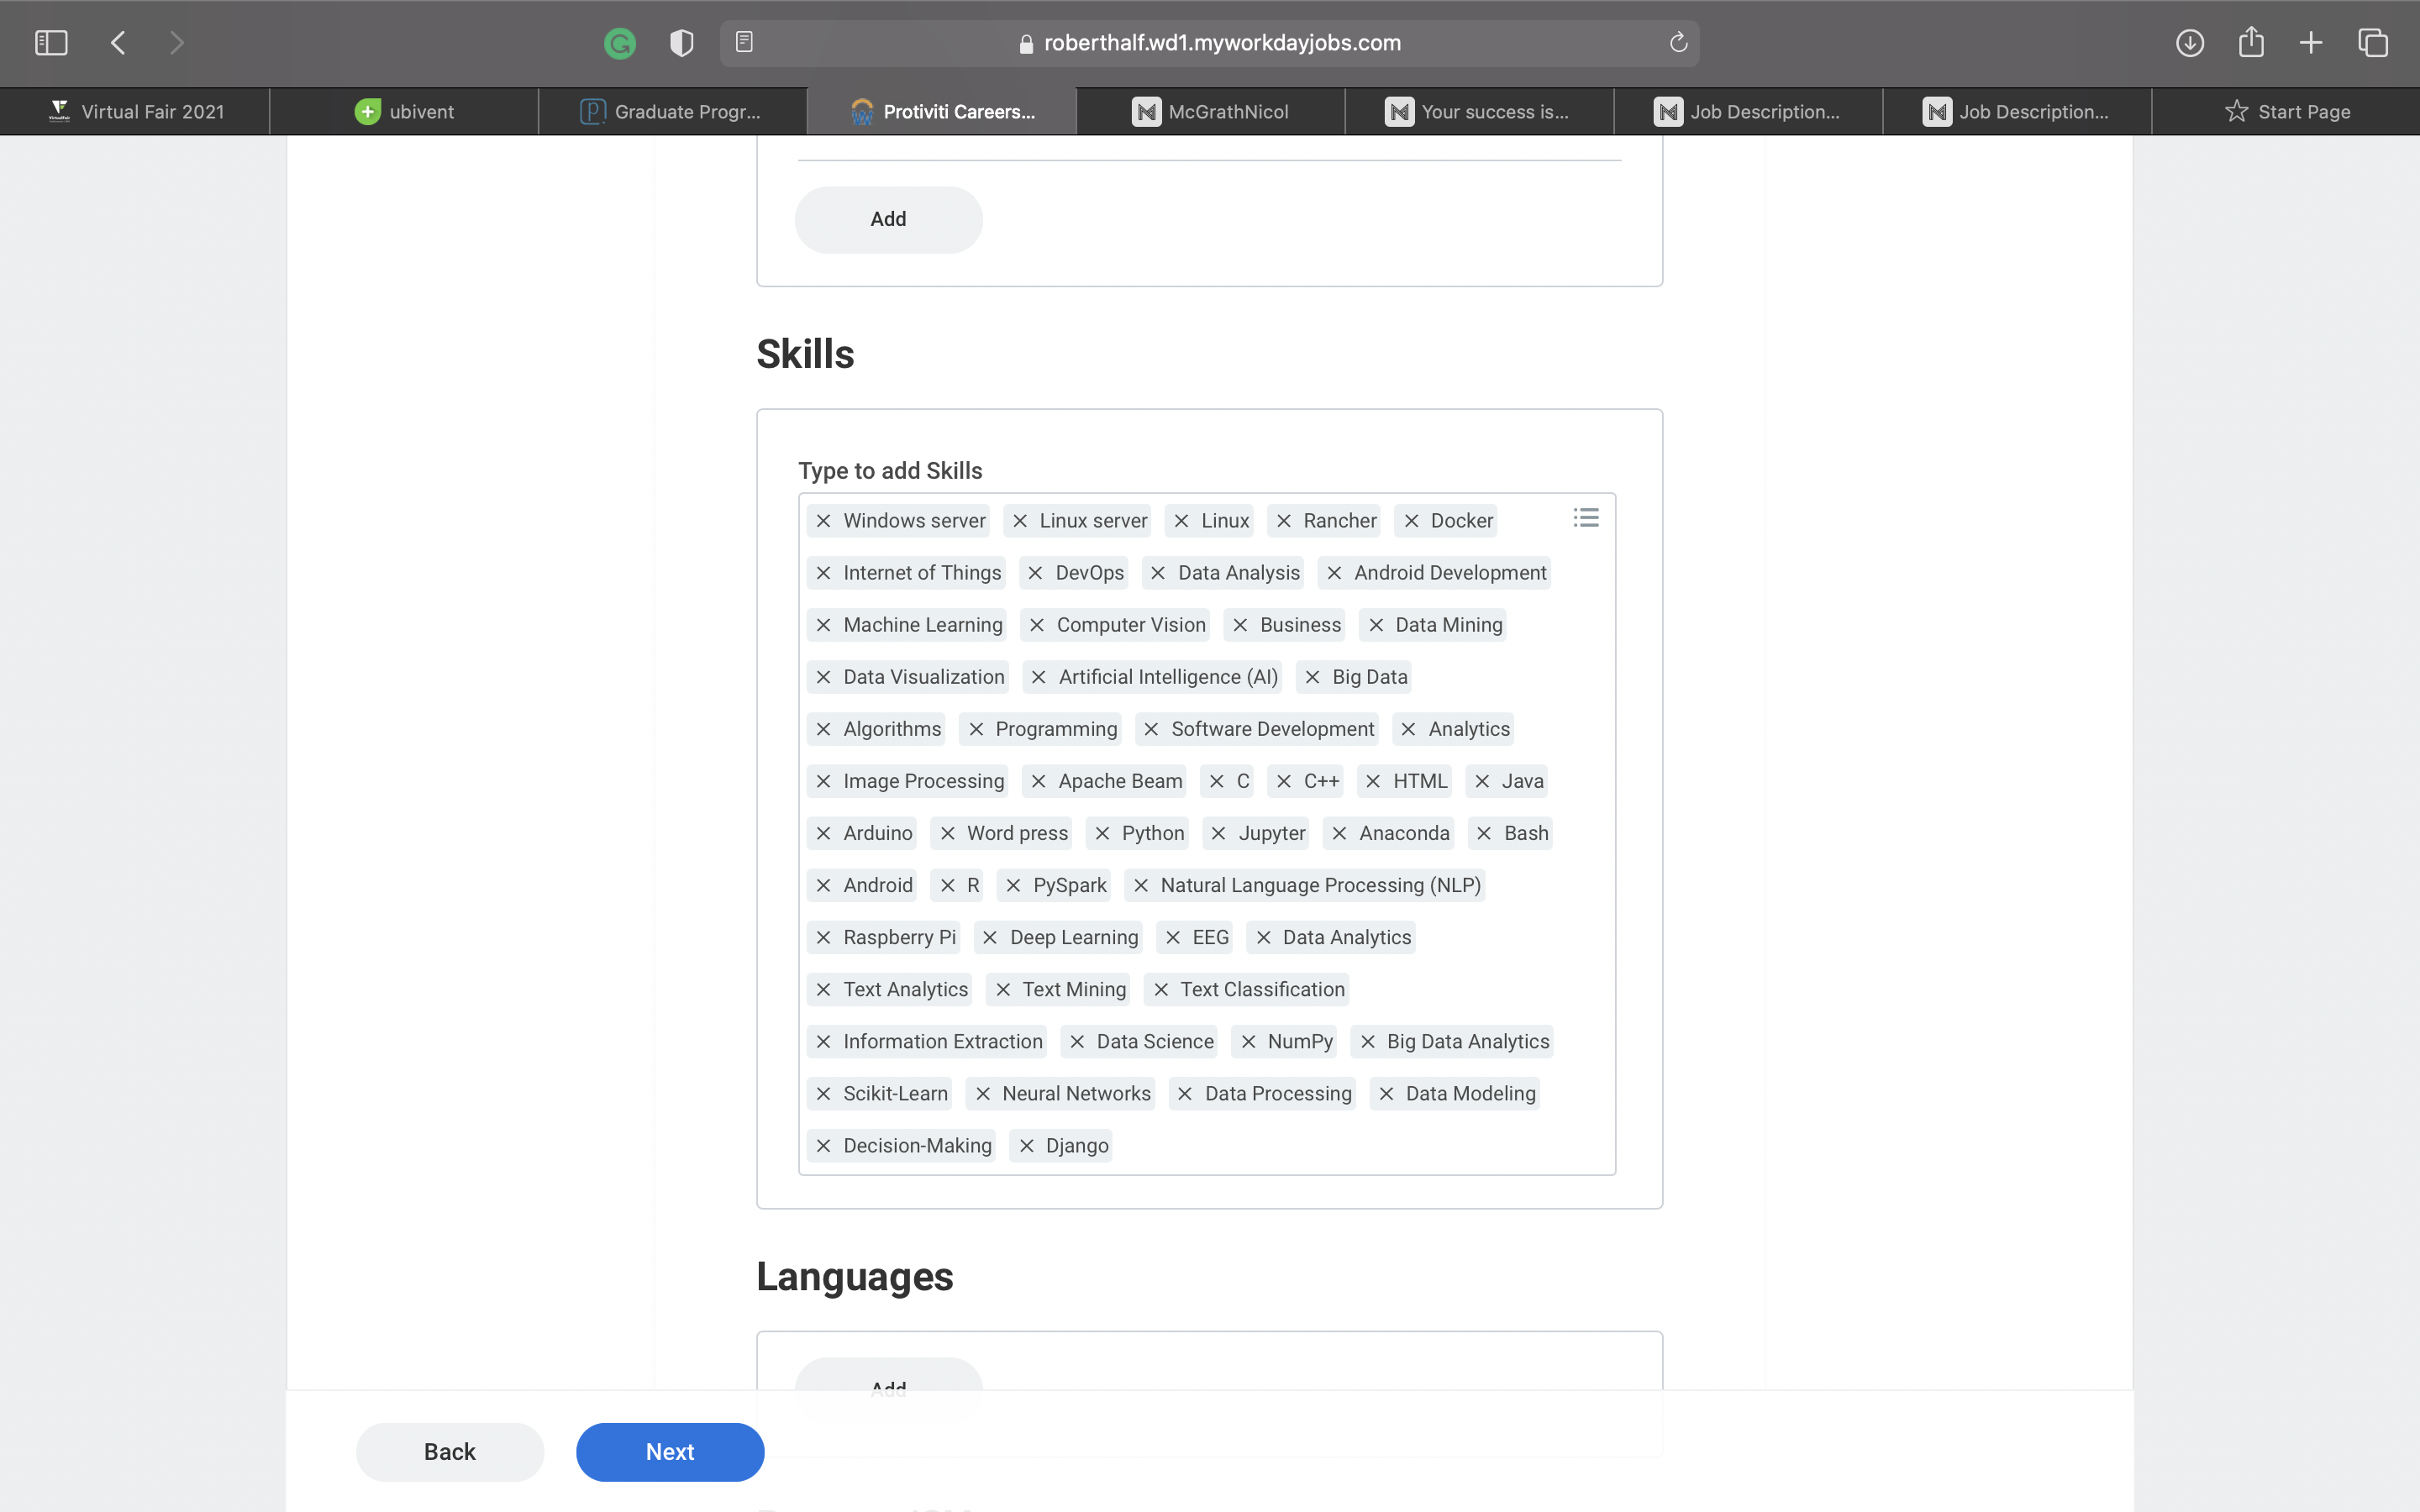 roberthalf.wd1.myworkdayjobs.com
Virtual Fair 2021 ubivent Graduate Progr... Protiviti Careers... McGrathNicol Your success is... Job Description... Job Description... Start Page
Add
Skills
Type to add Skills
Windows server Linux server Linux Rancher Docker
Internet of Things DevOps Data Analysis Android Development
Machine Learning Computer Vision Business Data Mining
Data Visualization Artificial Intelligence (AI) Big Data
Algorithms Programming Software Development Analytics
Image Processing Apache Beam C C++ HTML Java
Arduino Word press Python Jupyter Anaconda Bash
Android R PySpark Natural Language Processing (NLP)
Raspberry Pi Deep Learning EEG Data Analytics
Text Analytics Text Mining Text Classification
Information Extraction Data Science NumPy Big Data Analytics
Scikit-Learn Neural Networks Data Processing Data Modeling
Decision-Making Django
Languages
Add
Back Next